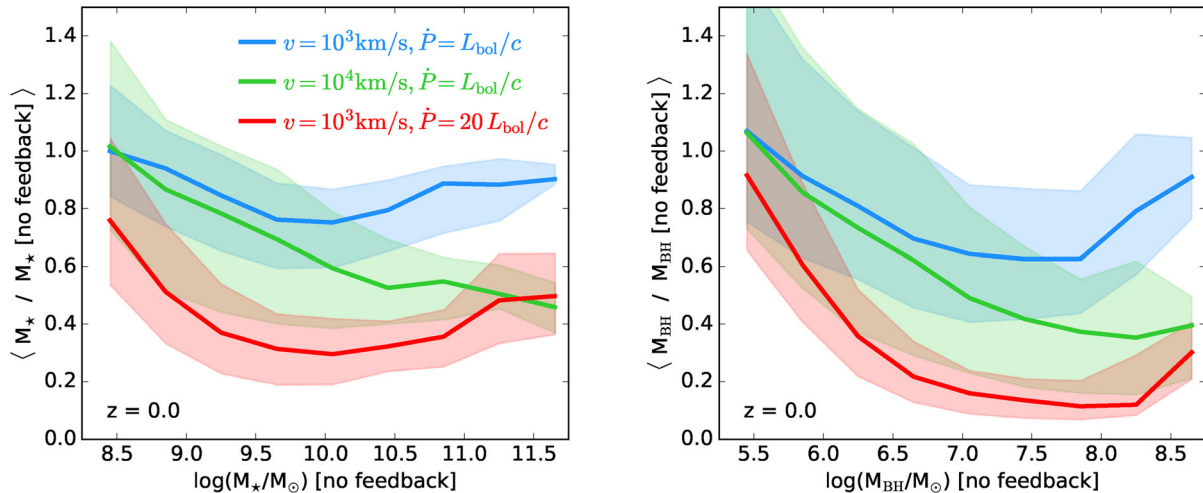 ⟨ M⋆ / M⋆ [no feedback] ⟩
1.4
1.2
1.0
0.8
0.6
0.4
0.2
0.0
v = 10³km/s, Ṗ = L_bol/c
v = 10⁴km/s, Ṗ = L_bol/c
v = 10³km/s, Ṗ = 20 L_bol/c
z = 0.0
8.5 9.0 9.5 10.0 10.5 11.0 11.5
log(M⋆/M⊙) [no feedback]
⟨ M_BH / M_BH [no feedback] ⟩
1.4
1.2
1.0
0.8
0.6
0.4
0.2
0.0
z = 0.0
5.5 6.0 6.5 7.0 7.5 8.0 8.5
log(M_BH/M⊙) [no feedback]